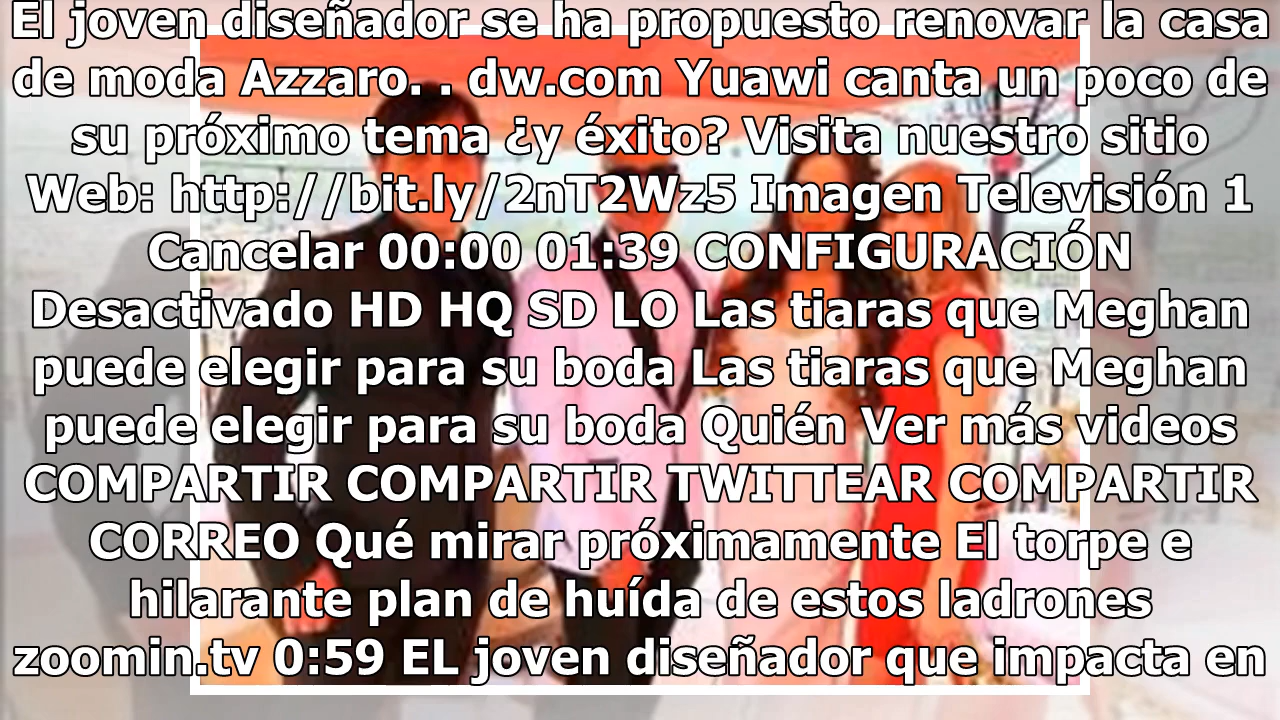 El joven diseñador se ha propuesto renovar la casa
de moda Azzaro. . dw.com Yuawi canta un poco de
su próximo tema ¿y éxito? Visita nuestro sitio
Web: http://bit.ly/2nT2Wz5 Imagen Televisión 1
Cancelar 00:00 01:39 CONFIGURACIÓN
Desactivado HD HQ SD LO Las tiaras que Meghan
puede elegir para su boda Las tiaras que Meghan
puede elegir para su boda Quién Ver más videos
COMPARTIR COMPARTIR TWITTEAR COMPARTIR
CORREO Qué mirar próximamente El torpe e
hilarante plan de huída de estos ladrones
zoomin.tv 0:59 EL joven diseñador que impacta en